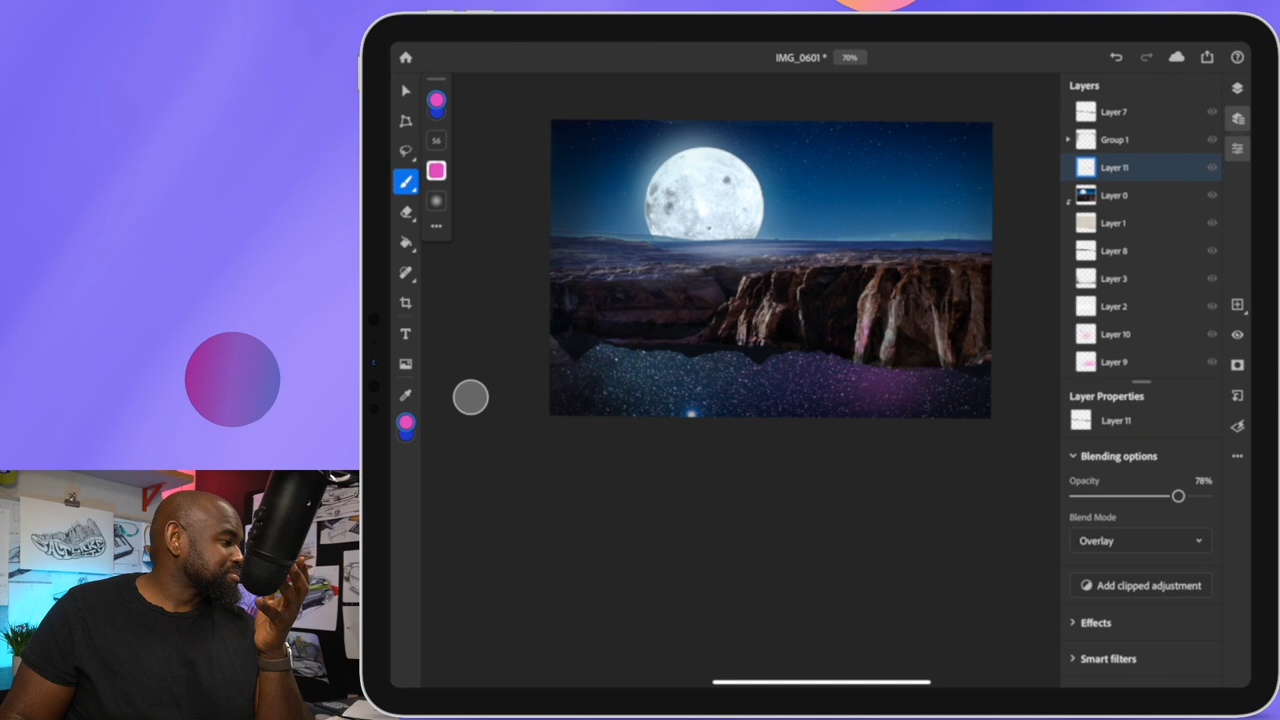 IMG_0601 *
70%
56
T
Layers
Layer 7
Group 1
Layer 11
Layer 0
Layer 1
Layer 8
Layer 3
Layer 2
Layer 10
Layer 9
Layer Properties
Layer 11
Blending options
Opacity
78%
Blend Mode
Overlay
Add clipped adjustment
Effects
Smart filters